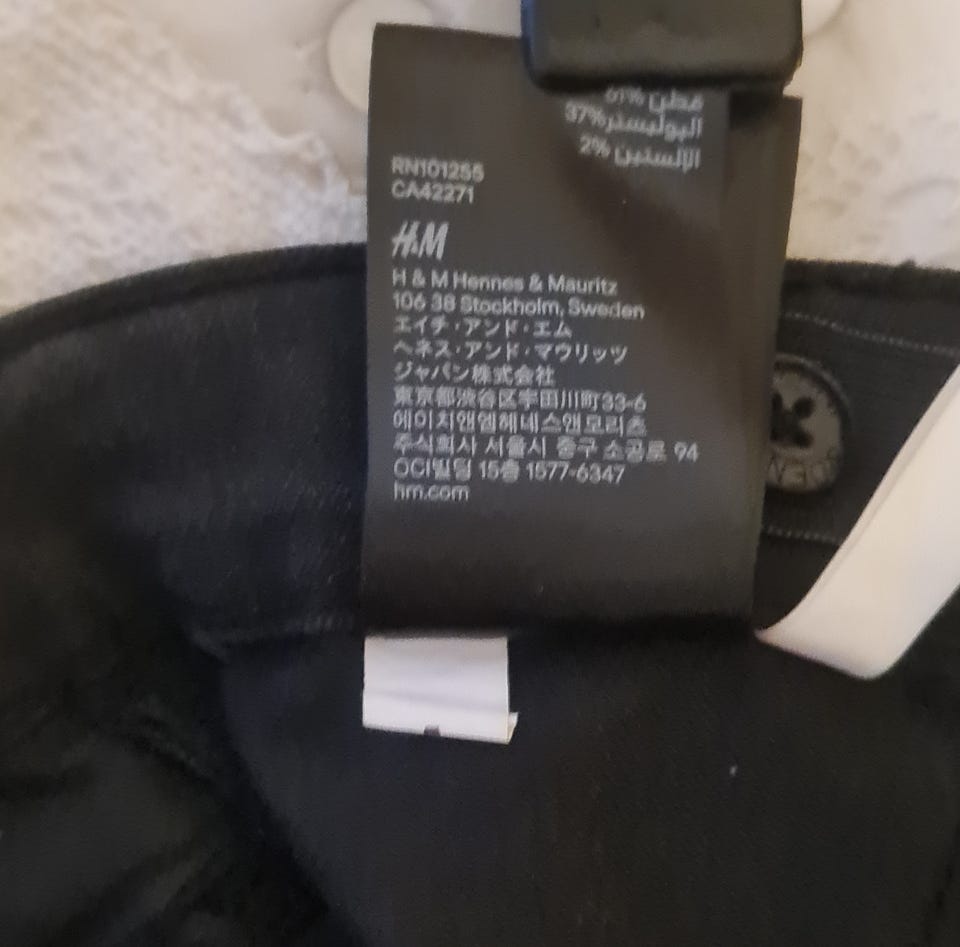 قطن 61%
البوليستر 37%
الإلستين 2%
RN101255
CA42271
H&M
H & M Hennes & Mauritz
106 38 Stockholm, Sweden
エイチ・アンド・エム
ヘネス・アンド・マウリッツ
ジャパン株式会社
東京都渋谷区宇田川町33-6
에이치앤엠헤네스앤모리츠
주식회사 서울시 중구 소공로 94
OCI빌딩 15층 1577-6347
hm.com